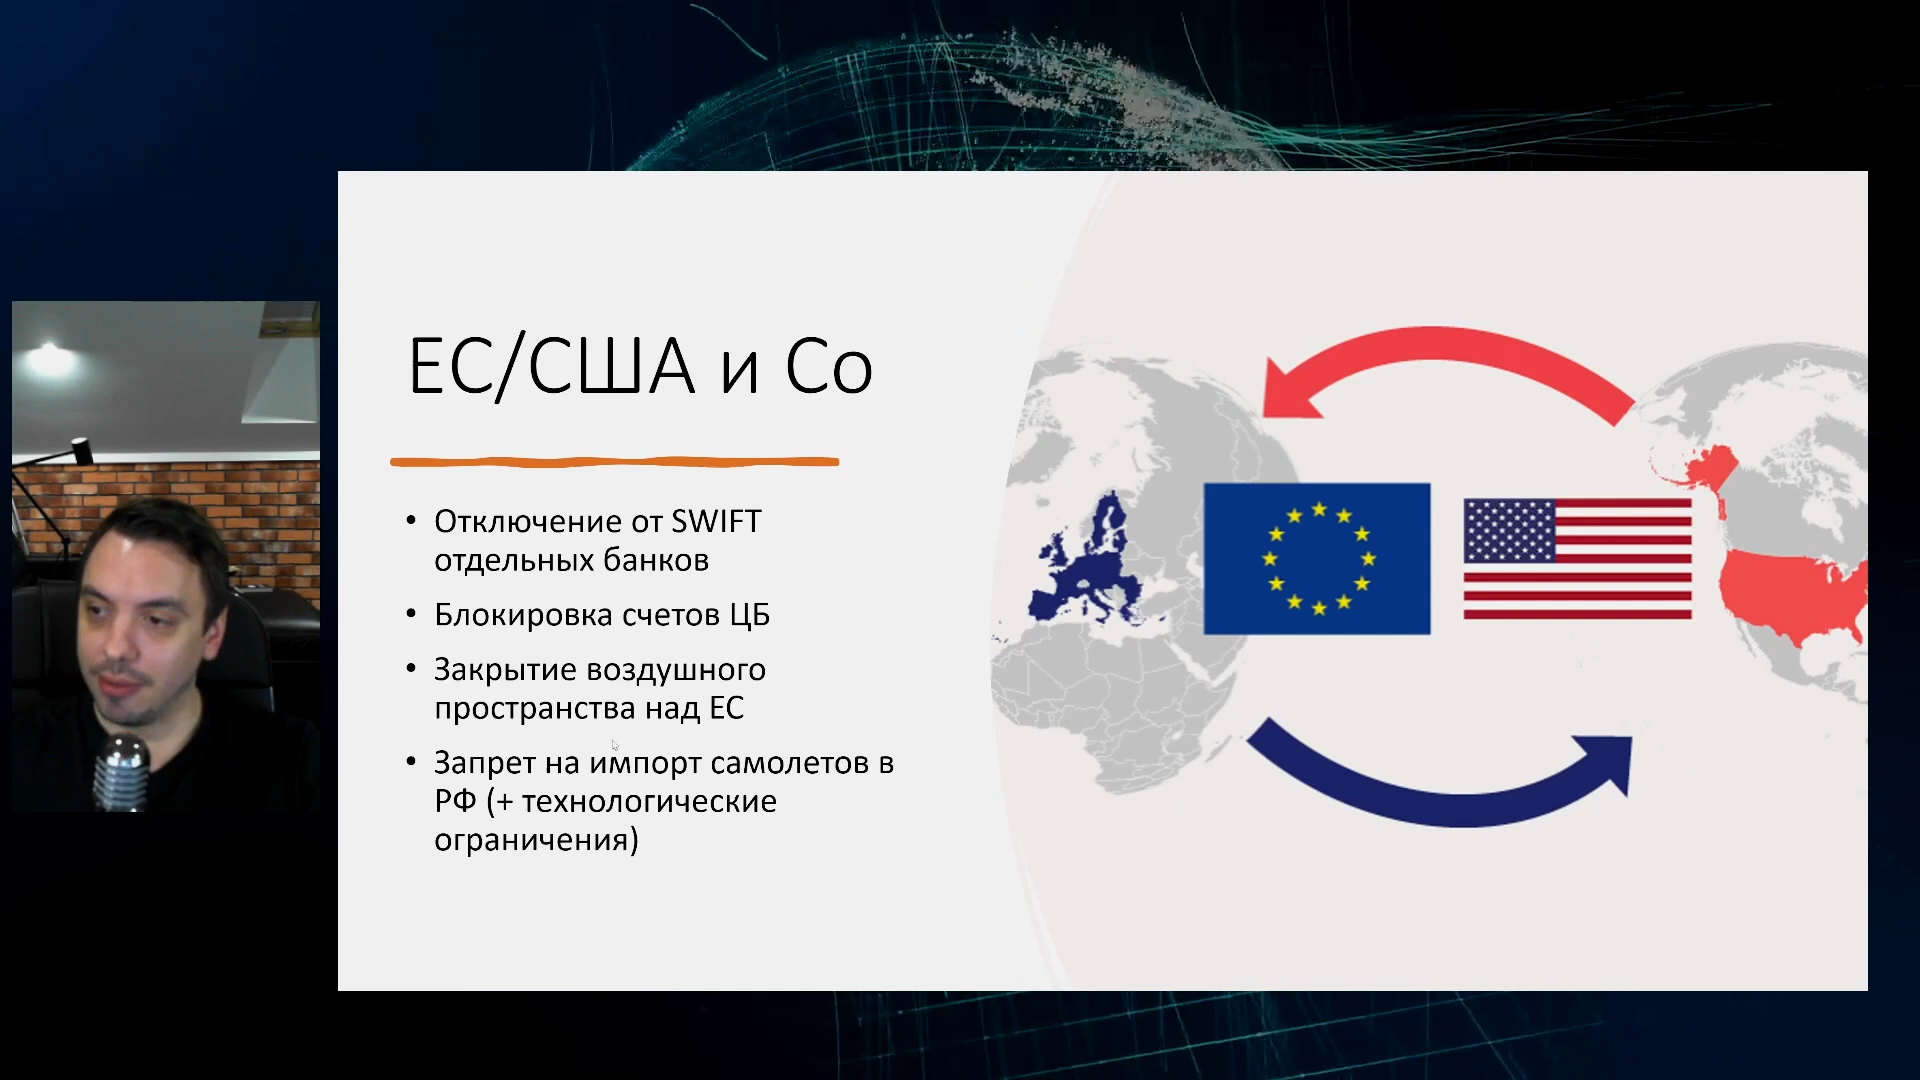 ЕС/США и Со
• Отключение от SWIFT
отдельных банков
• Блокировка счетов ЦБ
• Закрытие воздушного
пространства над ЕС
• Запрет на импорт самолетов в
РФ (+ технологические
ограничения)